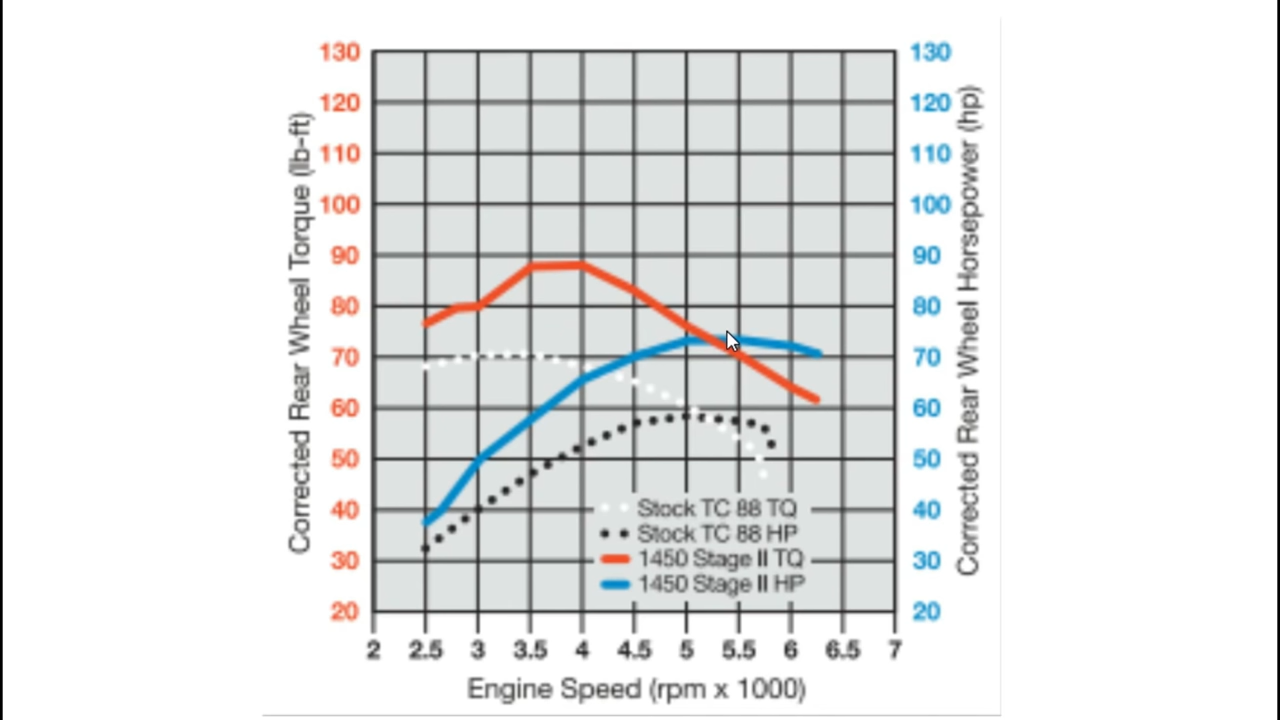 130 130
120 120
110 110
100 100
90 90
80 80
70 70
60 60
50 50
40 40
30 30
20 20
Corrected Rear Wheel Torque (lb-ft)
Corrected Rear Wheel Horsepower (hp)
Stock TC 88 TQ
Stock TC 88 HP
1450 Stage II TQ
1450 Stage II HP
2 2.5 3 3.5 4 4.5 5 5.5 6 6.5 7
Engine Speed (rpm x 1000)